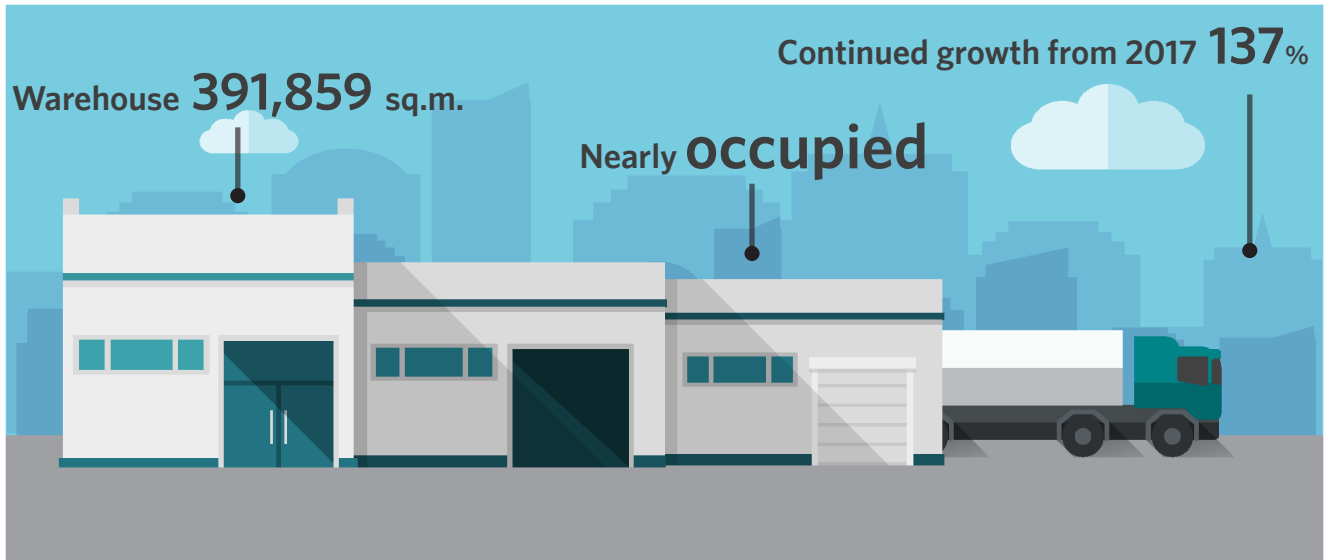 Warehouse 391,859 sq.m.
Nearly occupied
Continued growth from 2017 137%